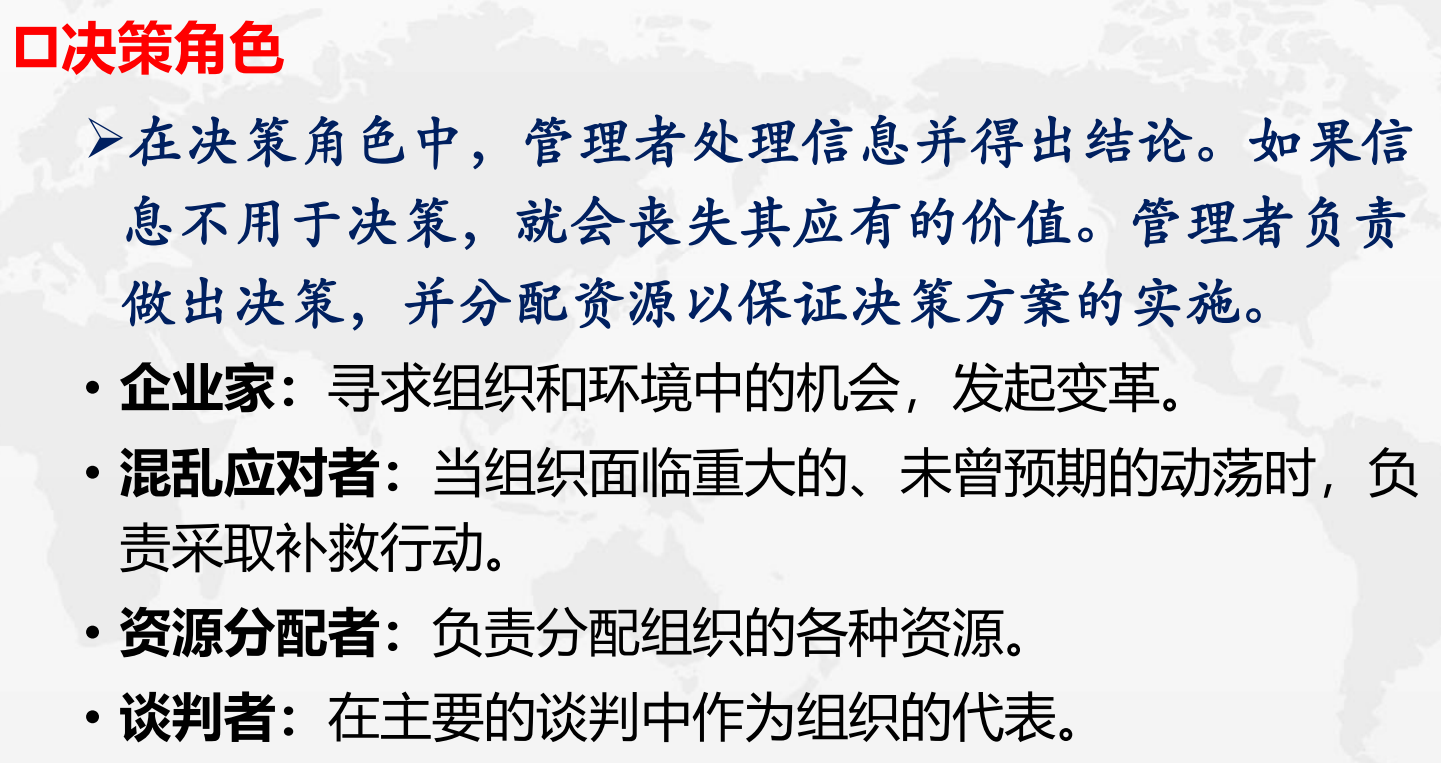 决策角色
在决策角色中，管理者处理信息并得出结论。如果信
息不用于决策，就会丧失其应有的价值。管理者负责
做出决策，并分配资源以保证决策方案的实施。
• 企业家：寻求组织和环境中的机会，发起变革。
• 混乱应对者：当组织面临重大的、未曾预期的动荡时，负
责采取补救行动。
• 资源分配者：负责分配组织的各种资源。
• 谈判者：在主要的谈判中作为组织的代表。